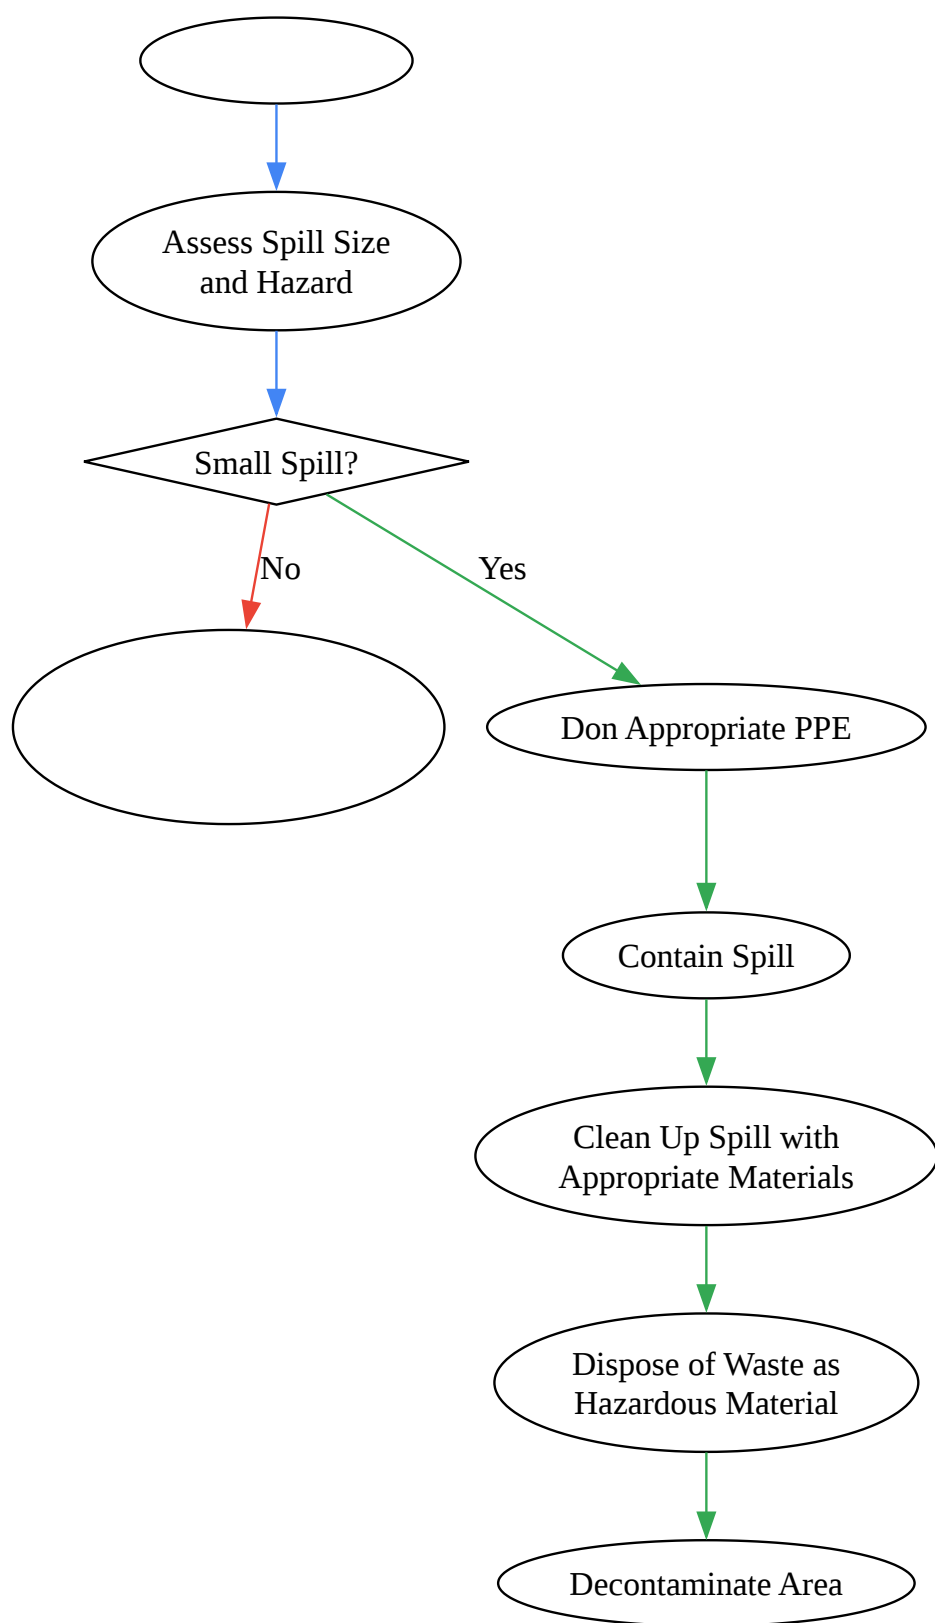 Assess Spill Size
and Hazard
Small Spill?
No
Yes
Don Appropriate PPE
Contain Spill
Clean Up Spill with
Appropriate Materials
Dispose of Waste as
Hazardous Material
Decontaminate Area